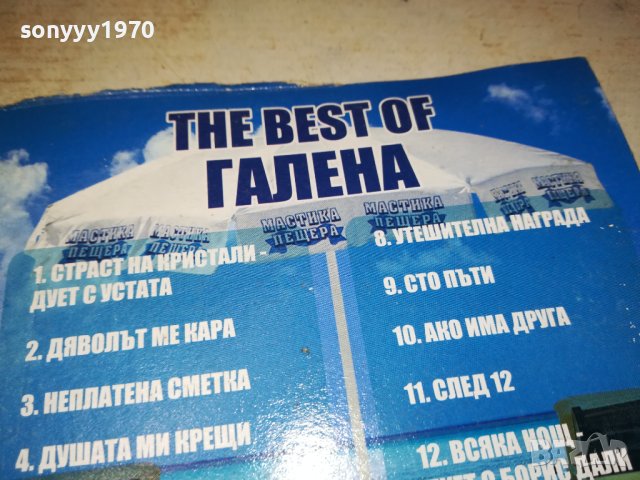 sonyyy1970
THE BEST OF
ГАЛЕНА
МАСТИКА
ПЕЩЕРА
МАСТИКА
ПЕЩЕРА
МАСТИКА
ПЕЩЕРА
МАСТИКА
ПЕЩЕРА
1. СТРАСТ НА КРИСТАЛИ -
ДУЕТ С УСТАТА
2. ДЯВОЛЪТ МЕ КАРА
3. НЕПЛАТЕНА СМЕТКА
4. ДУШАТА МИ КРЕЩИ
8. УТЕШИТЕЛНА НАГРАДА
9. СТО ПЪТИ
10. АКО ИМА ДРУГА
11. СЛЕД 12
12. ВСЯКА НОЩ,
ДУЕТ С БОРИС ДАЛИ